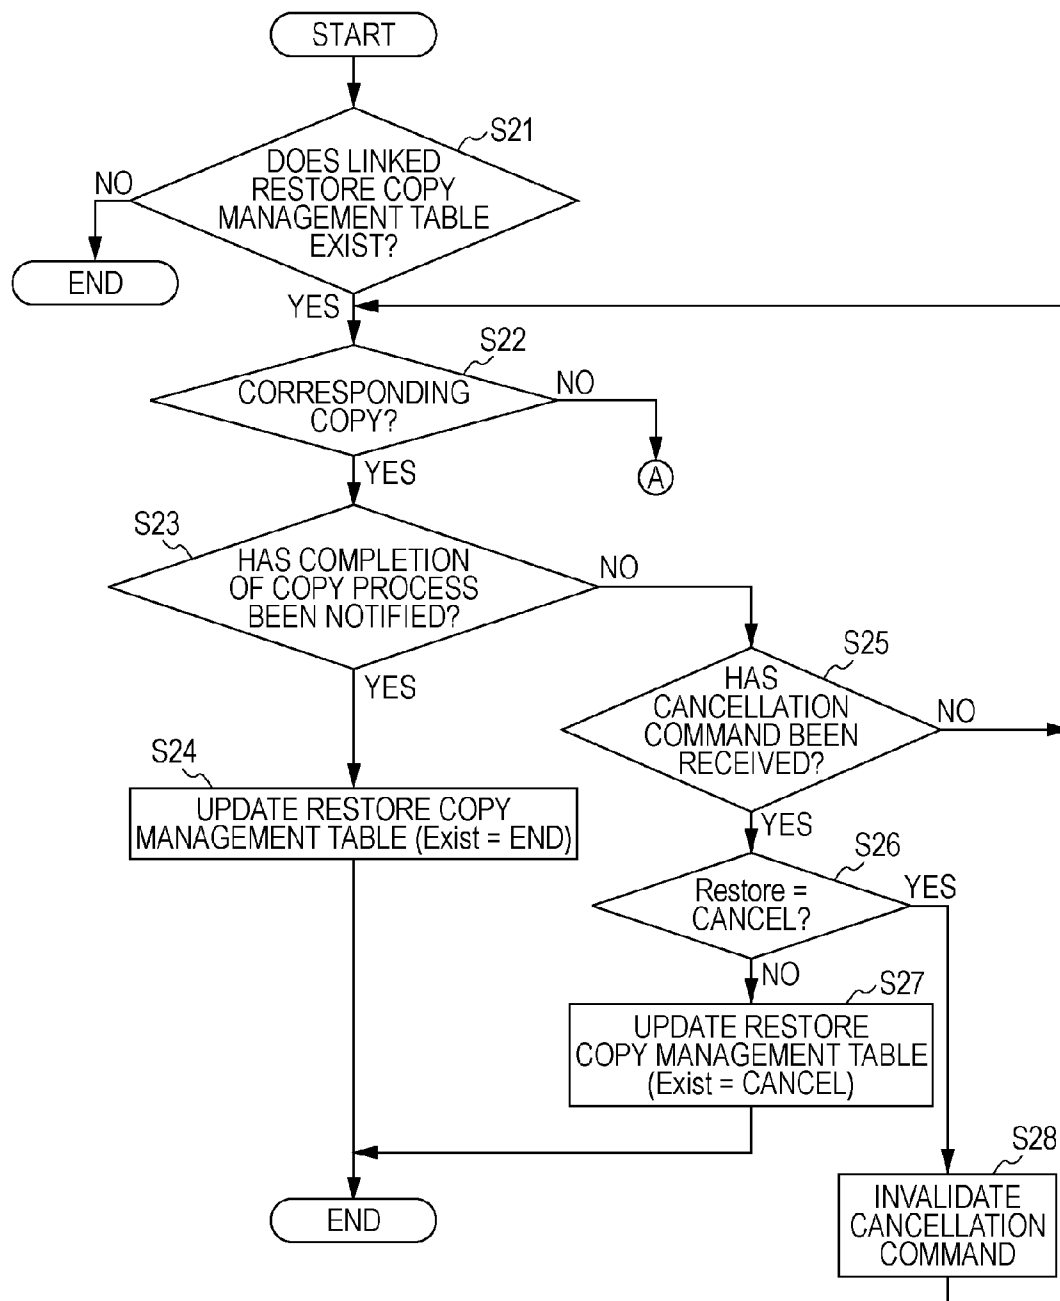 START
S21
DOES LINKED
RESTORE COPY
MANAGEMENT TABLE
EXIST?
NO
END
YES
S22
CORRESPONDING
COPY?
NO
A
YES
S23
HAS COMPLETION
OF COPY PROCESS
BEEN NOTIFIED?
NO
YES
S25
HAS
CANCELLATION
COMMAND BEEN
RECEIVED?
NO
YES
S24
UPDATE RESTORE COPY
MANAGEMENT TABLE (Exist = END)
S26
Restore =
CANCEL?
YES
NO
S27
UPDATE RESTORE
COPY MANAGEMENT TABLE
(Exist = CANCEL)
S28
INVALIDATE
CANCELLATION
COMMAND
END